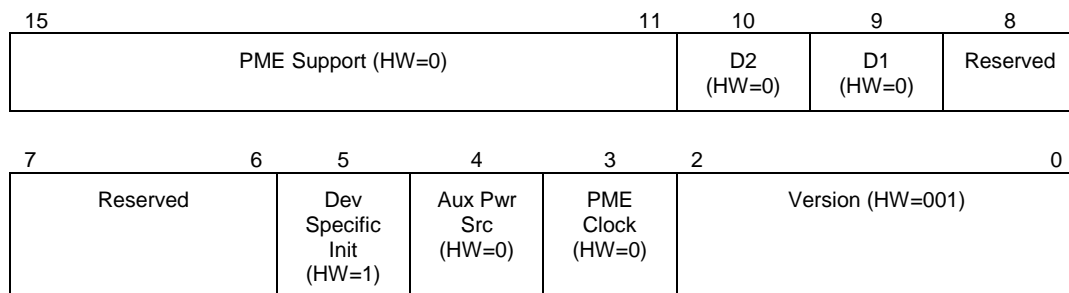 15 11 10 9 8
PME Support (HW=0) D2 D1 Reserved
(HW=0) (HW=0)
7 6 5 4 3 2 0
Reserved Dev Aux Pwr PME Version (HW=001)
Specific Src Clock
Init (HW=0) (HW=0)
(HW=1)